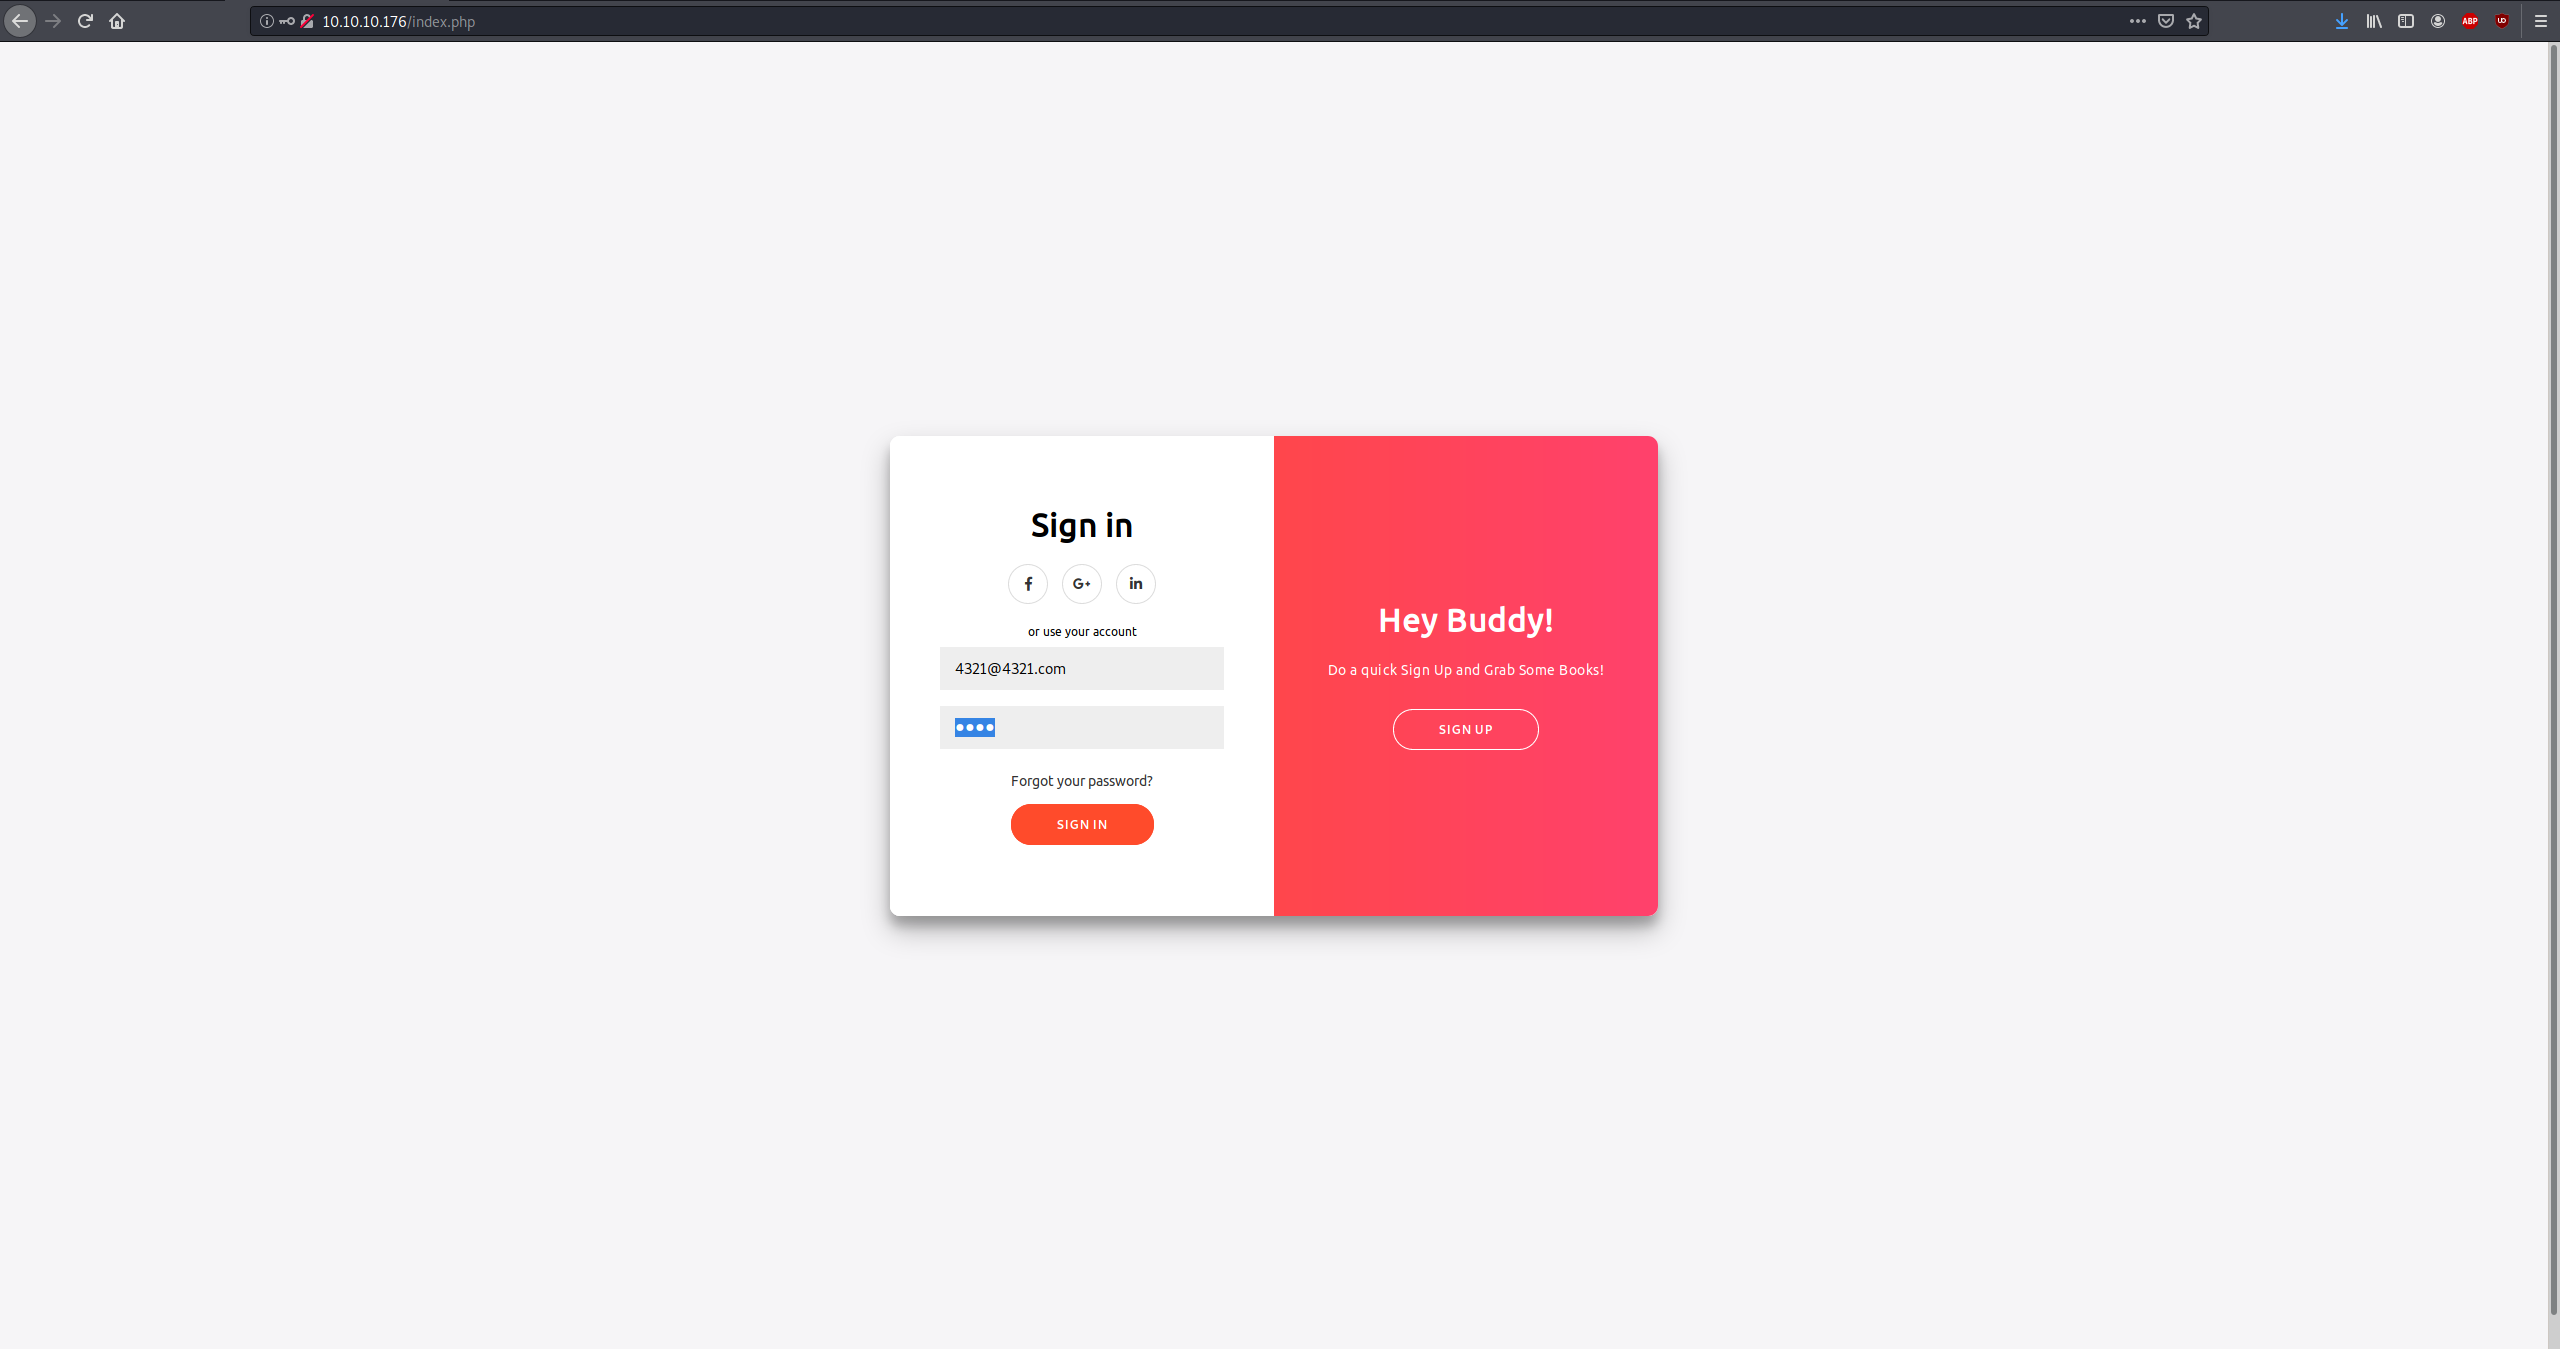 10.10.10.176/index.php
ABP
Sign in
G+
in
or use your account
4321@4321.com
••••
Forgot your password?
SIGN IN
Hey Buddy!
Do a quick Sign Up and Grab Some Books!
SIGN UP